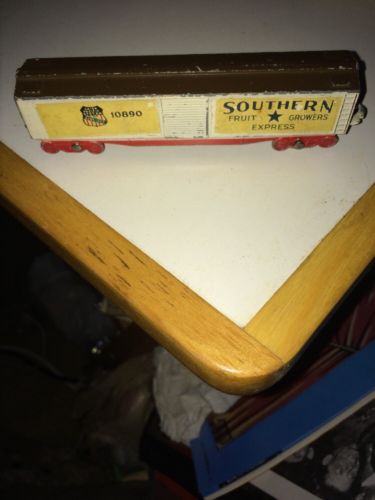 10890
SOUTHERN
FRUIT ★ GROWERS
EXPRESS